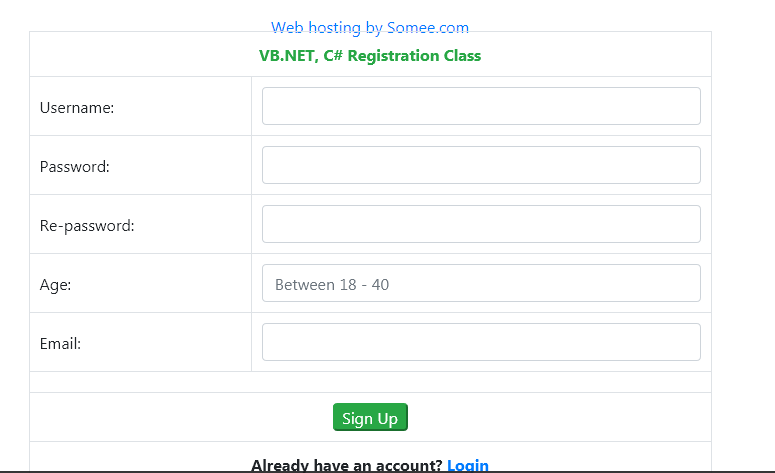 Web hosting by Somee.com
VB.NET, C# Registration Class
Username:
Password:
Re-password:
Age:
Between 18 - 40
Email:
Sign Up
Already have an account? Login